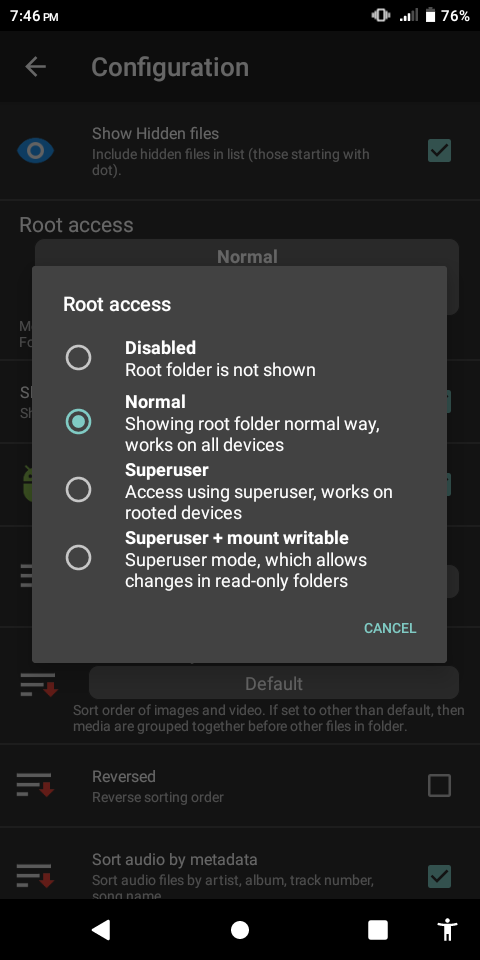 7:46 PM
76%
Configuration
Show Hidden files
Include hidden files in list (those starting with
dot).
Root access
Normal
Root access
Disabled
Root folder is not shown
Normal
Showing root folder normal way,
works on all devices
Superuser
Access using superuser, works on
rooted devices
Superuser + mount writable
Superuser mode, which allows
changes in read-only folders
CANCEL
Default
Sort order of images and video. If set to other than default, then
media are grouped together before other files in folder.
Reversed
Reverse sorting order
Sort audio by metadata
Sort audio files by artist, album, track number,
song name